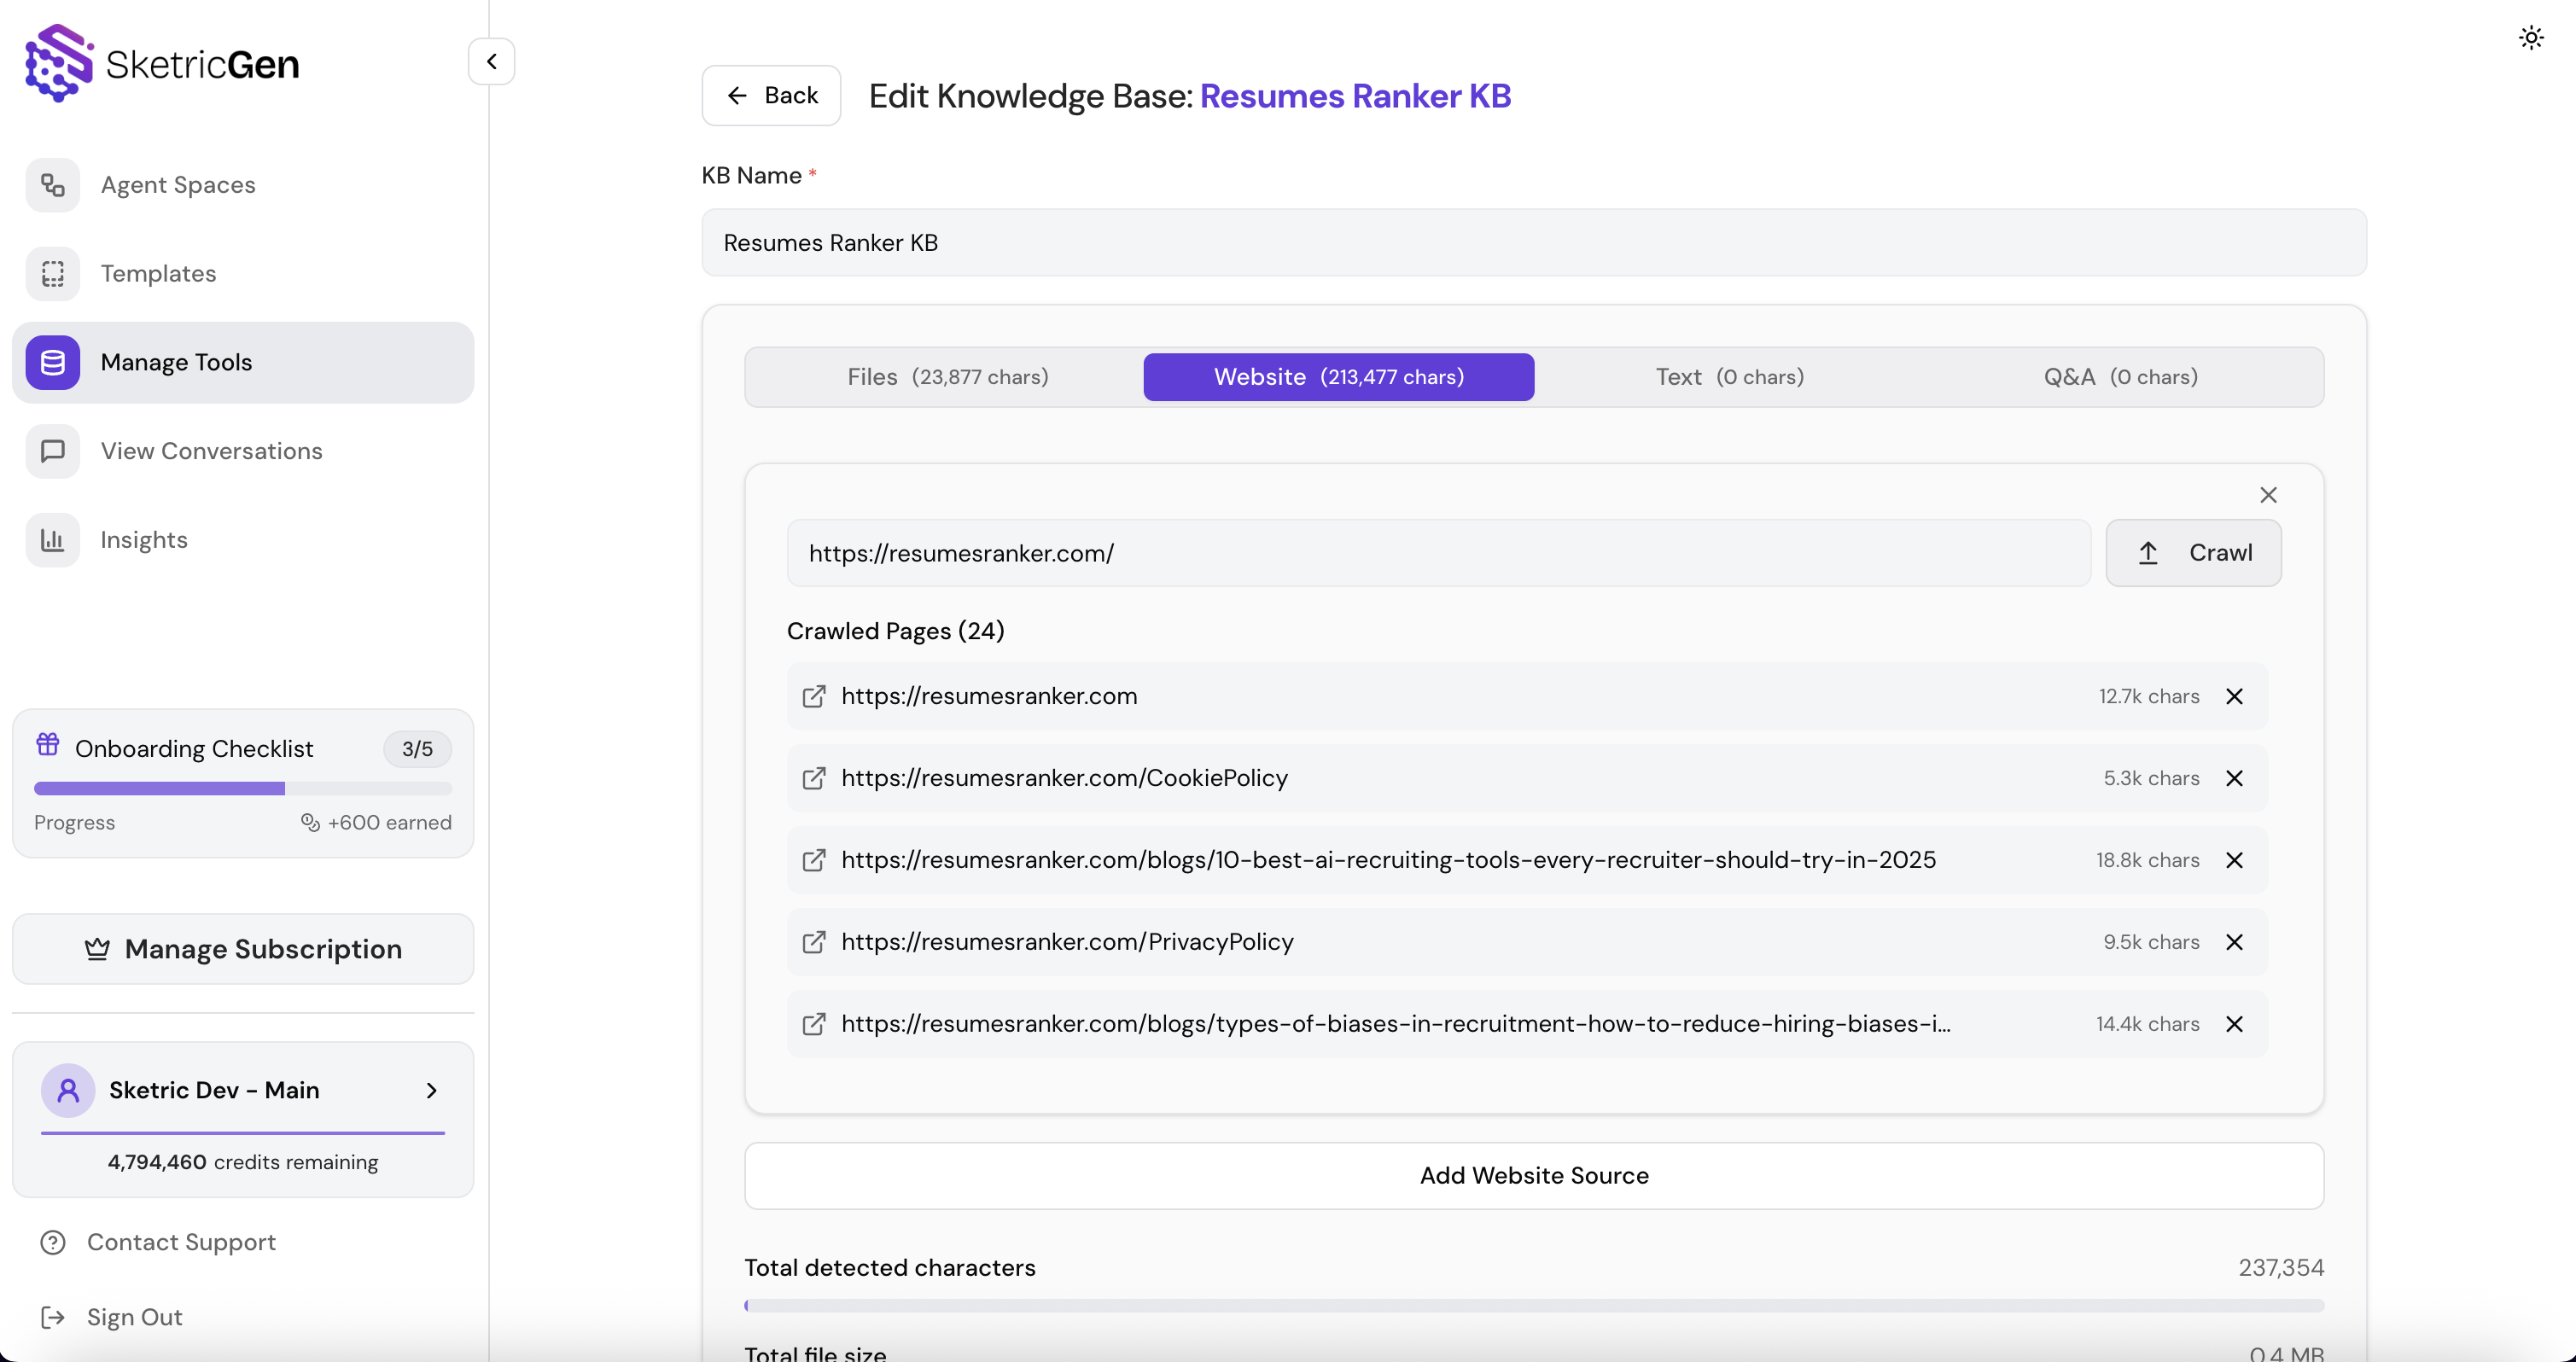 SketricGen
Agent Spaces
Templates
Manage Tools
View Conversations
Insights
Onboarding Checklist 3/5
Progress +600 earned
Manage Subscription
Sketric Dev - Main
4,794,460 credits remaining
Contact Support
Sign Out
Back
Edit Knowledge Base: Resumes Ranker KB
KB Name *
Resumes Ranker KB
Files (23,877 chars) Website (213,477 chars) Text (0 chars) Q&A (0 chars)
https://resumesranker.com/ Crawl
Crawled Pages (24)
https://resumesranker.com 12.7k chars
https://resumesranker.com/CookiePolicy 5.3k chars
https://resumesranker.com/blogs/10-best-ai-recruiting-tools-every-recruiter-should-try-in-2025 18.8k chars
https://resumesranker.com/PrivacyPolicy 9.5k chars
https://resumesranker.com/blogs/types-of-biases-in-recruitment-how-to-reduce-hiring-biases-i... 14.4k chars
Add Website Source
Total detected characters 237,354
Total file size 0.4 MB